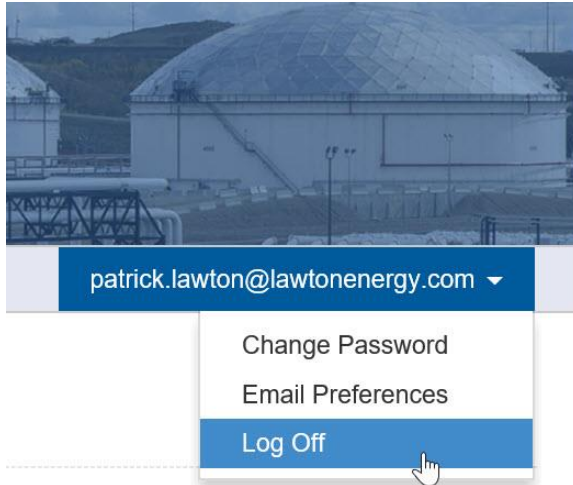 patrick.lawton@lawtonenergy.com
Change Password
Email Preferences
Log Off